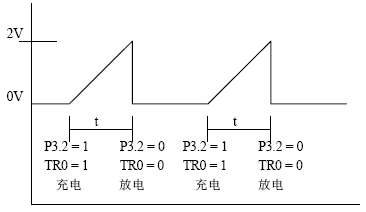 2V
0V
t
t
P3.2 = 1 P3.2 = 0 P3.2 = 1 P3.2 = 0
TR0 = 1 TR0 = 0 TR0 = 1 TR0 = 0
充电 放电 充电 放电